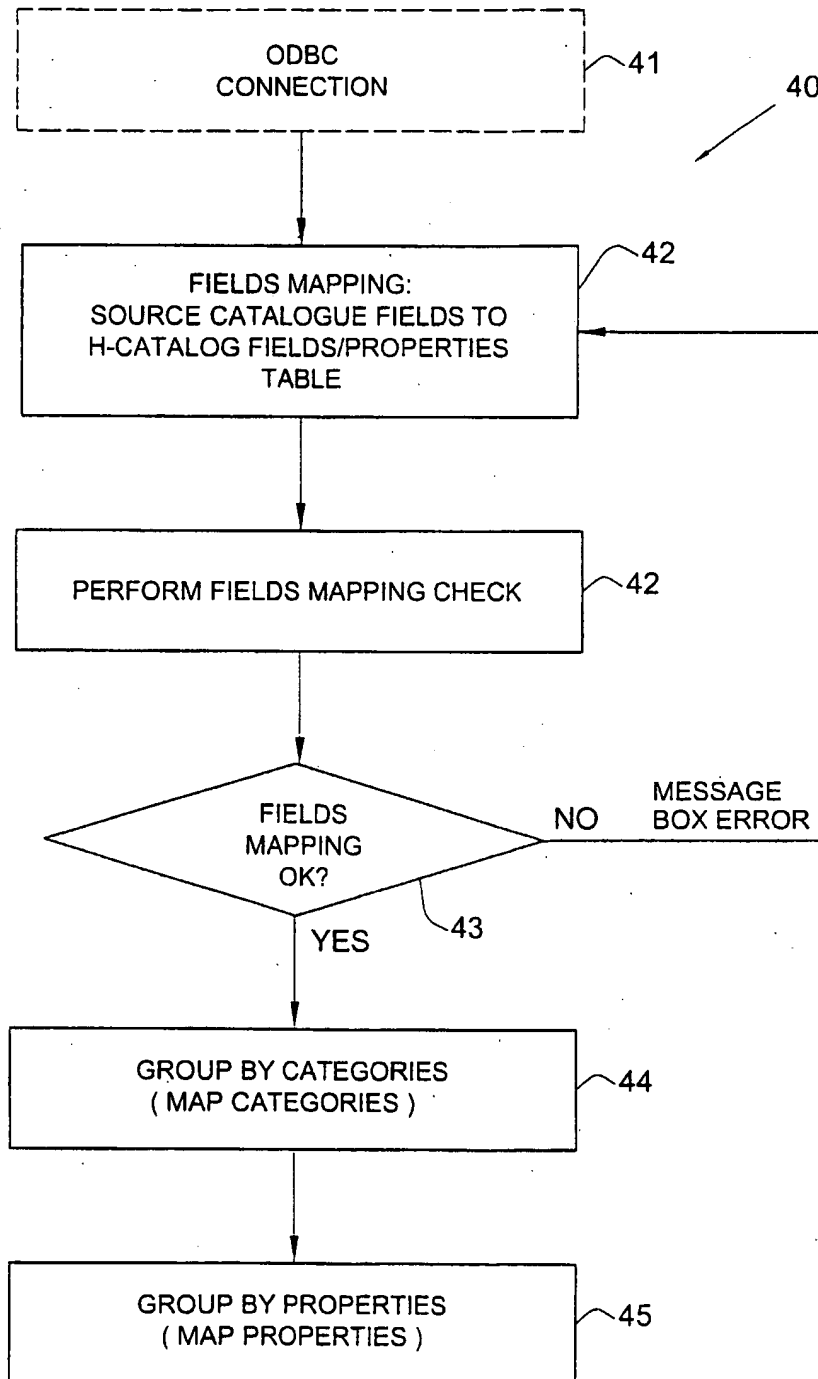 ODBC
CONNECTION
41
40
42
FIELDS MAPPING:
SOURCE CATALOGUE FIELDS TO
H-CATALOG FIELDS/PROPERTIES
TABLE
PERFORM FIELDS MAPPING CHECK
42
FIELDS
MAPPING
OK?
NO
MESSAGE
BOX ERROR
43
YES
GROUP BY CATEGORIES
( MAP CATEGORIES )
44
GROUP BY PROPERTIES
( MAP PROPERTIES )
45